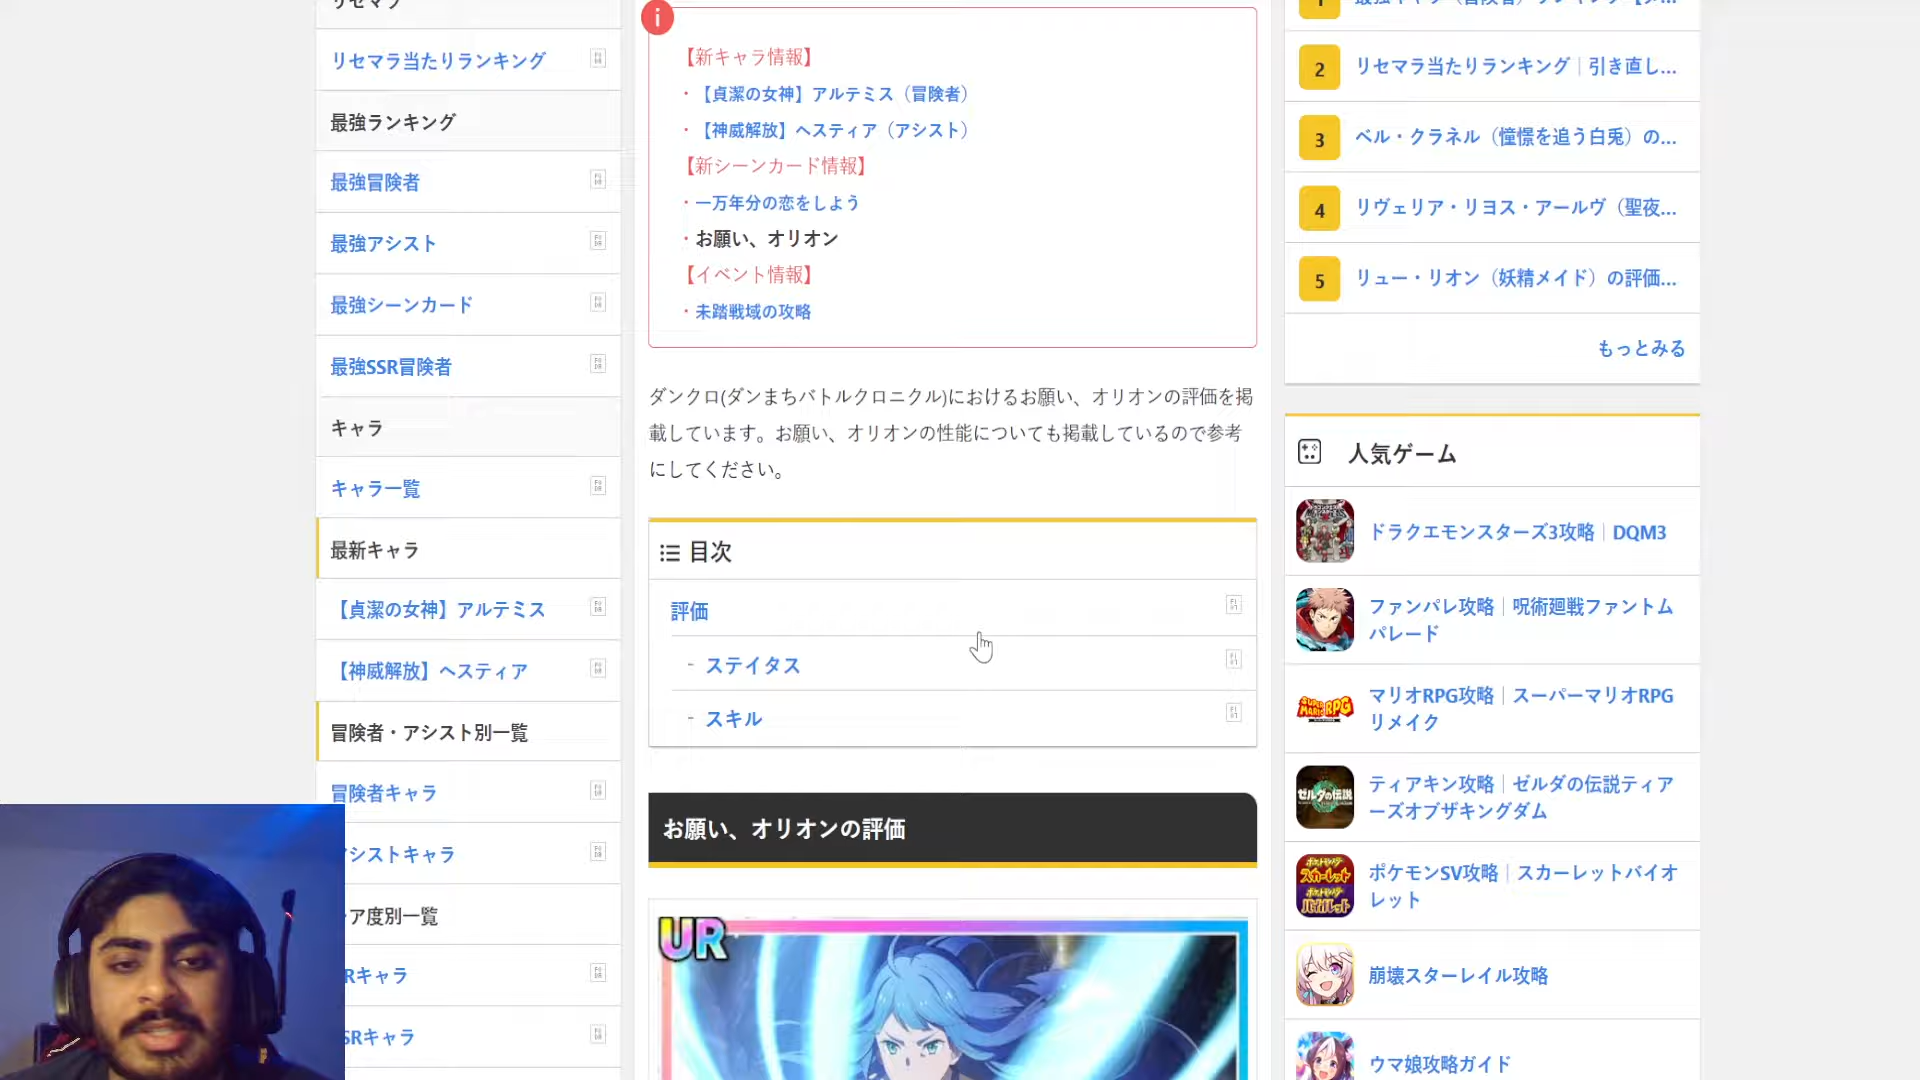 リセマラ
リセマラ当たりランキング
最強ランキング
最強冒険者
最強アシスト
最強シーンカード
最強SSR冒険者
キャラ
キャラ一覧
最新キャラ
【貞潔の女神】アルテミス
【神威解放】ヘスティア
冒険者・アシスト別一覧
冒険者キャラ
シストキャラ
ア度別一覧
Rキャラ
SRキャラ
【新キャラ情報】
・【貞潔の女神】アルテミス（冒険者）
・【神威解放】ヘスティア（アシスト）
【新シーンカード情報】
・一万年分の恋をしよう
・お願い、オリオン
【イベント情報】
・未踏戦域の攻略
ダンクロ(ダンまちバトルクロニクル)におけるお願い、オリオンの評価を掲
載しています。お願い、オリオンの性能についても掲載しているので参考
にしてください。
目次
評価
- ステイタス
- スキル
お願い、オリオンの評価
UR
1
2 リセマラ当たりランキング｜引き直し...
3 ベル・クラネル（憧憬を追う白兎）の...
4 リヴェリア・リヨス・アールヴ（聖夜...
5 リュー・リオン（妖精メイド）の評価...
もっとみる
人気ゲーム
ドラクエモンスターズ3攻略｜DQM3
ファンパレ攻略｜呪術廻戦ファントム
パレード
マリオRPG攻略｜スーパーマリオRPG
リメイク
ティアキン攻略｜ゼルダの伝説ティア
ーズオブザキングダム
ポケモンSV攻略｜スカーレットバイオ
レット
崩壊スターレイル攻略
ウマ娘攻略ガイド